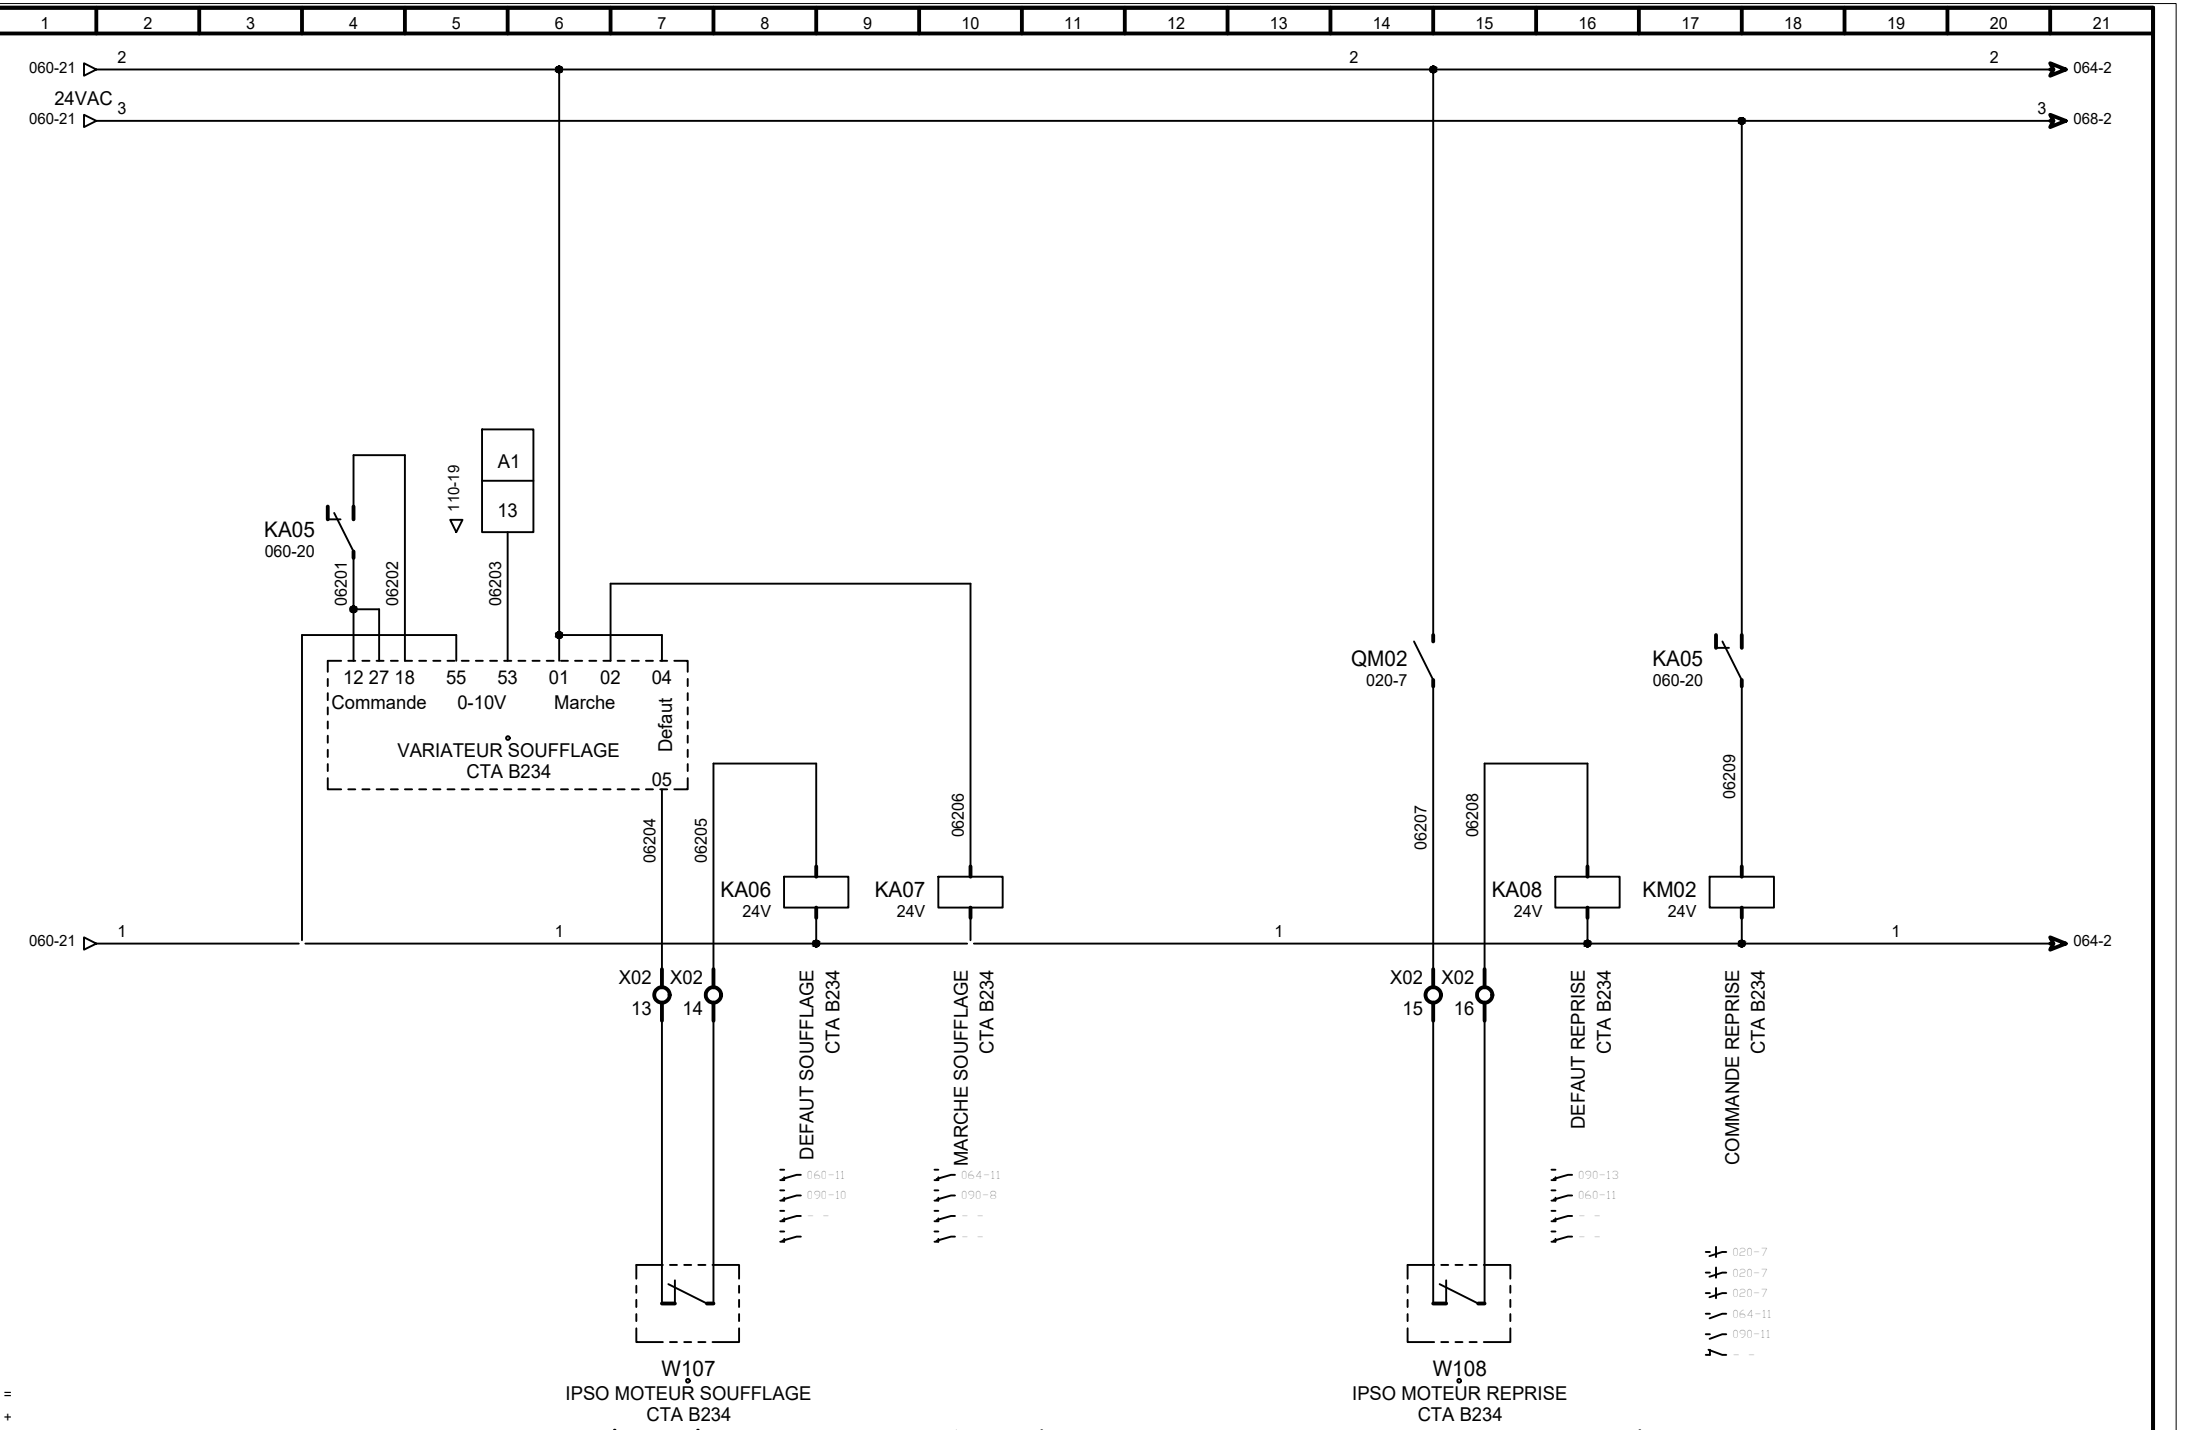 1 2 3 4 5 6 7 8 9 10 11 12 13 14 15 16 17 18 19 20 21
060-21 2 2 2 064-2
24VAC
060-21 3 3 068-2
A1
110-19
13
KA05
060-20
06201
06202
06203
12 27 18 55 53 01 02 04
Commande 0-10V Marche
Defaut
VARIATEUR SOUFFLAGE
CTA B234
05
QM02
020-7
KA05
060-20
06204
06205
06206
06207
06208
06209
KA06
24V
KA07
24V
KA08
24V
KM02
24V
060-21 1 1 1 1 064-2
X02 X02
13 14
X02 X02
15 16
DEFAUT SOUFFLAGE
CTA B234
MARCHE SOUFFLAGE
CTA B234
DEFAUT REPRISE
CTA B234
COMMANDE REPRISE
CTA B234
060-11
090-10
- -
064-11
090-8
- -
- -
090-13
060-11
- -
- -
020-7
020-7
020-7
064-11
090-11
- -
W107
IPSO MOTEUR SOUFFLAGE
CTA B234
W108
IPSO MOTEUR REPRISE
CTA B234
=
+